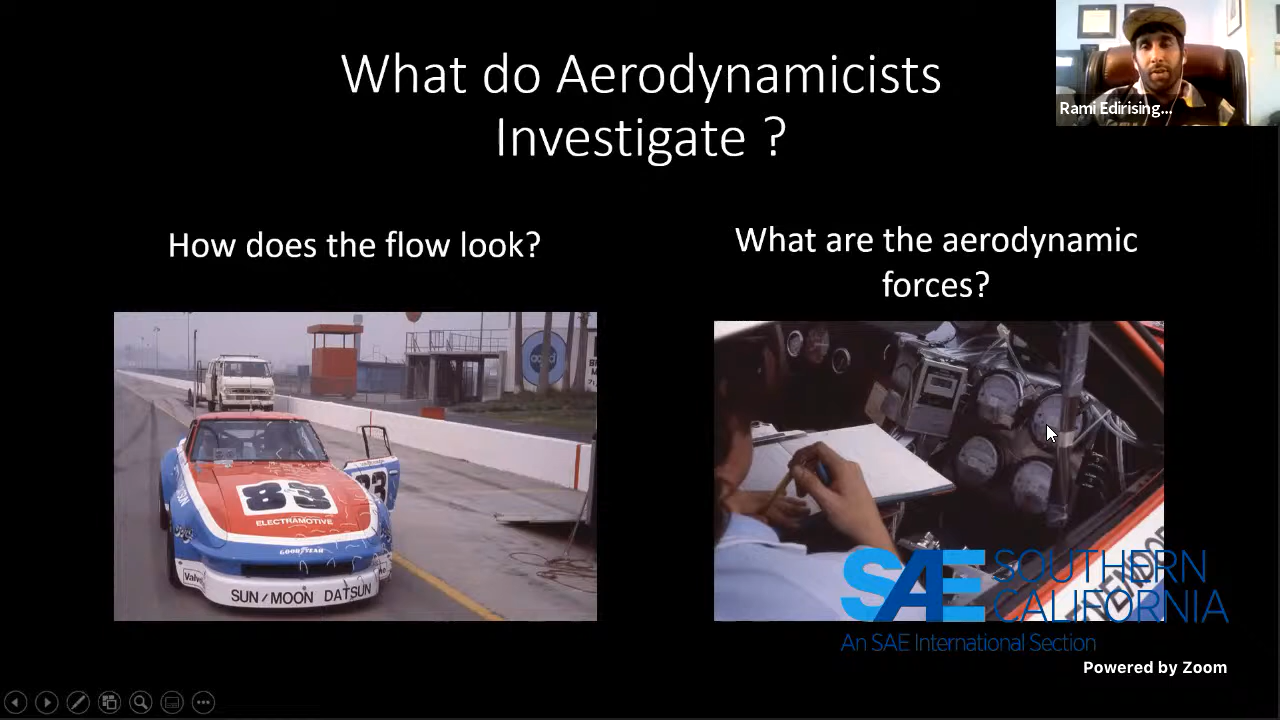 What do Aerodynamicists
Investigate ?
Rami Edirising...
How does the flow look?
What are the aerodynamic
forces?
83
ELECTRAMOTIVE
GOODYEAR
SUN/MOON DATSUN
83
SAE SOUTHERN
CALIFORNIA
An SAE International Section
Powered by Zoom